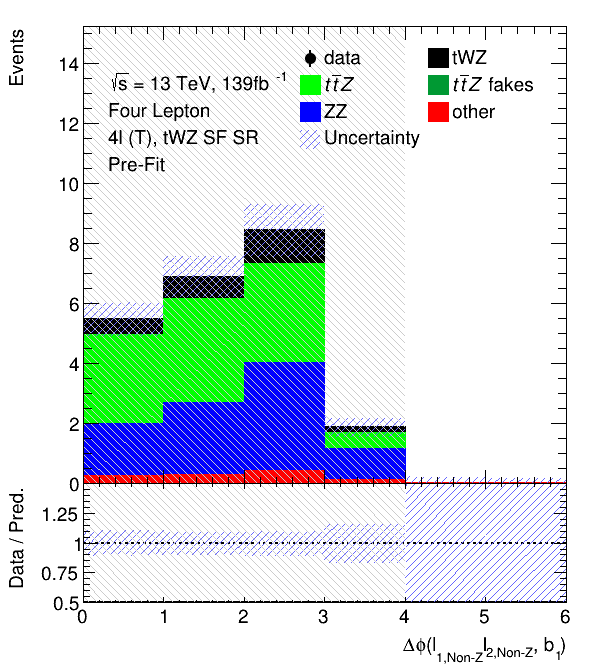 Events
14
12
10
8
6
4
2
0
√s = 13 TeV, 139fb⁻¹
Four Lepton
4l (T), tWZ SF SR
Pre-Fit
data
tt̄Z
ZZ
Uncertainty
tWZ
tt̄Z fakes
other
Data / Pred.
1.25
1
0.75
0.5
0 1 2 3 4 5 6
Δϕ(l1,Non-Z l2,Non-Z, b1)